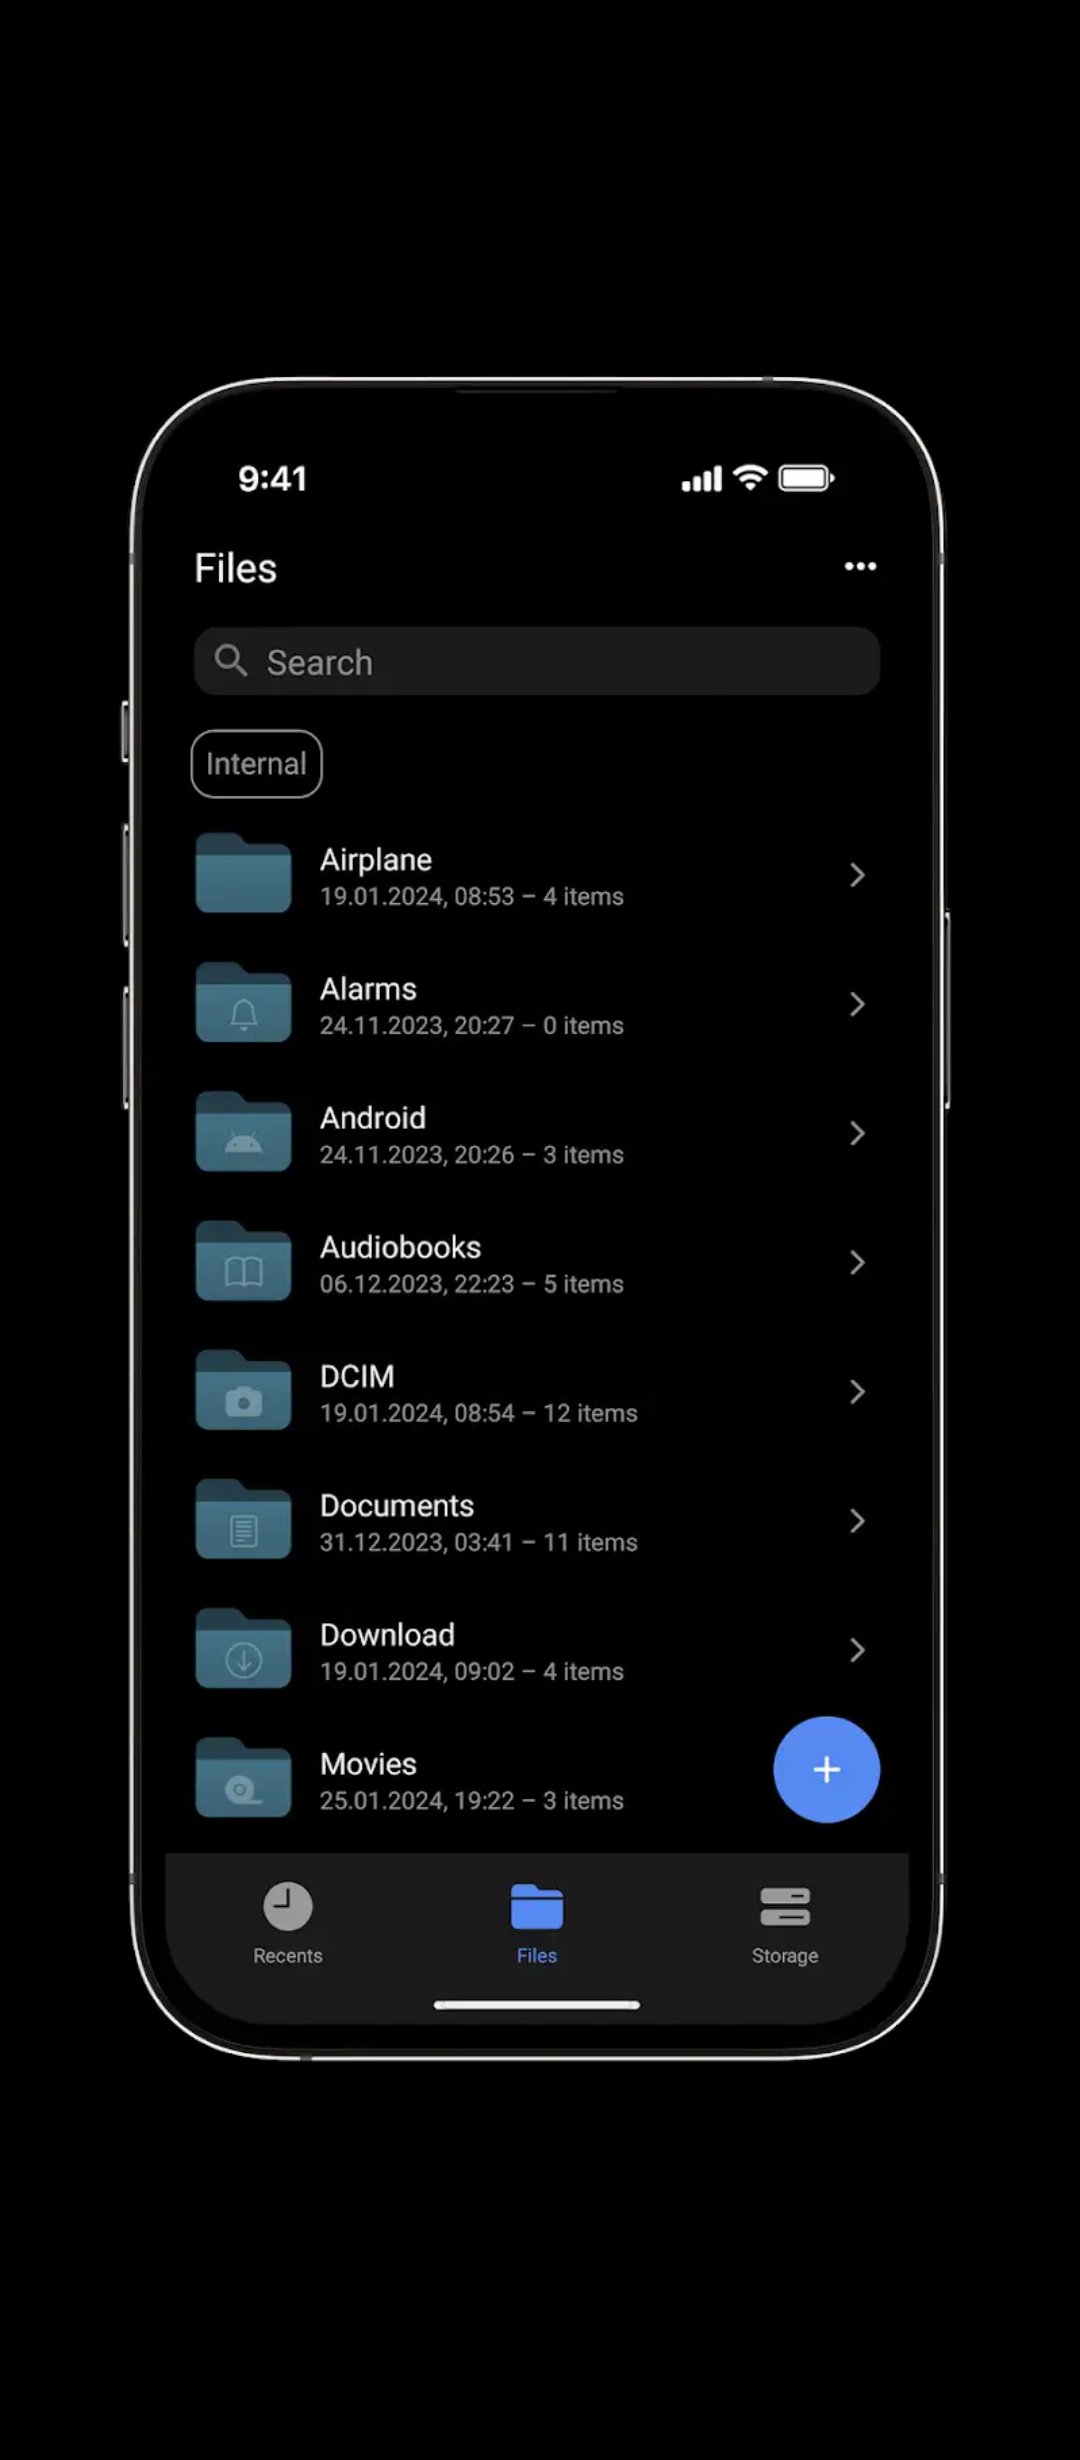 9:41
Files
Search
Internal
Airplane
19.01.2024, 08:53 – 4 items
Alarms
24.11.2023, 20:27 – 0 items
Android
24.11.2023, 20:26 – 3 items
Audiobooks
06.12.2023, 22:23 – 5 items
DCIM
19.01.2024, 08:54 – 12 items
Documents
31.12.2023, 03:41 – 11 items
Download
19.01.2024, 09:02 – 4 items
Movies
25.01.2024, 19:22 – 3 items
Recents
Files
Storage